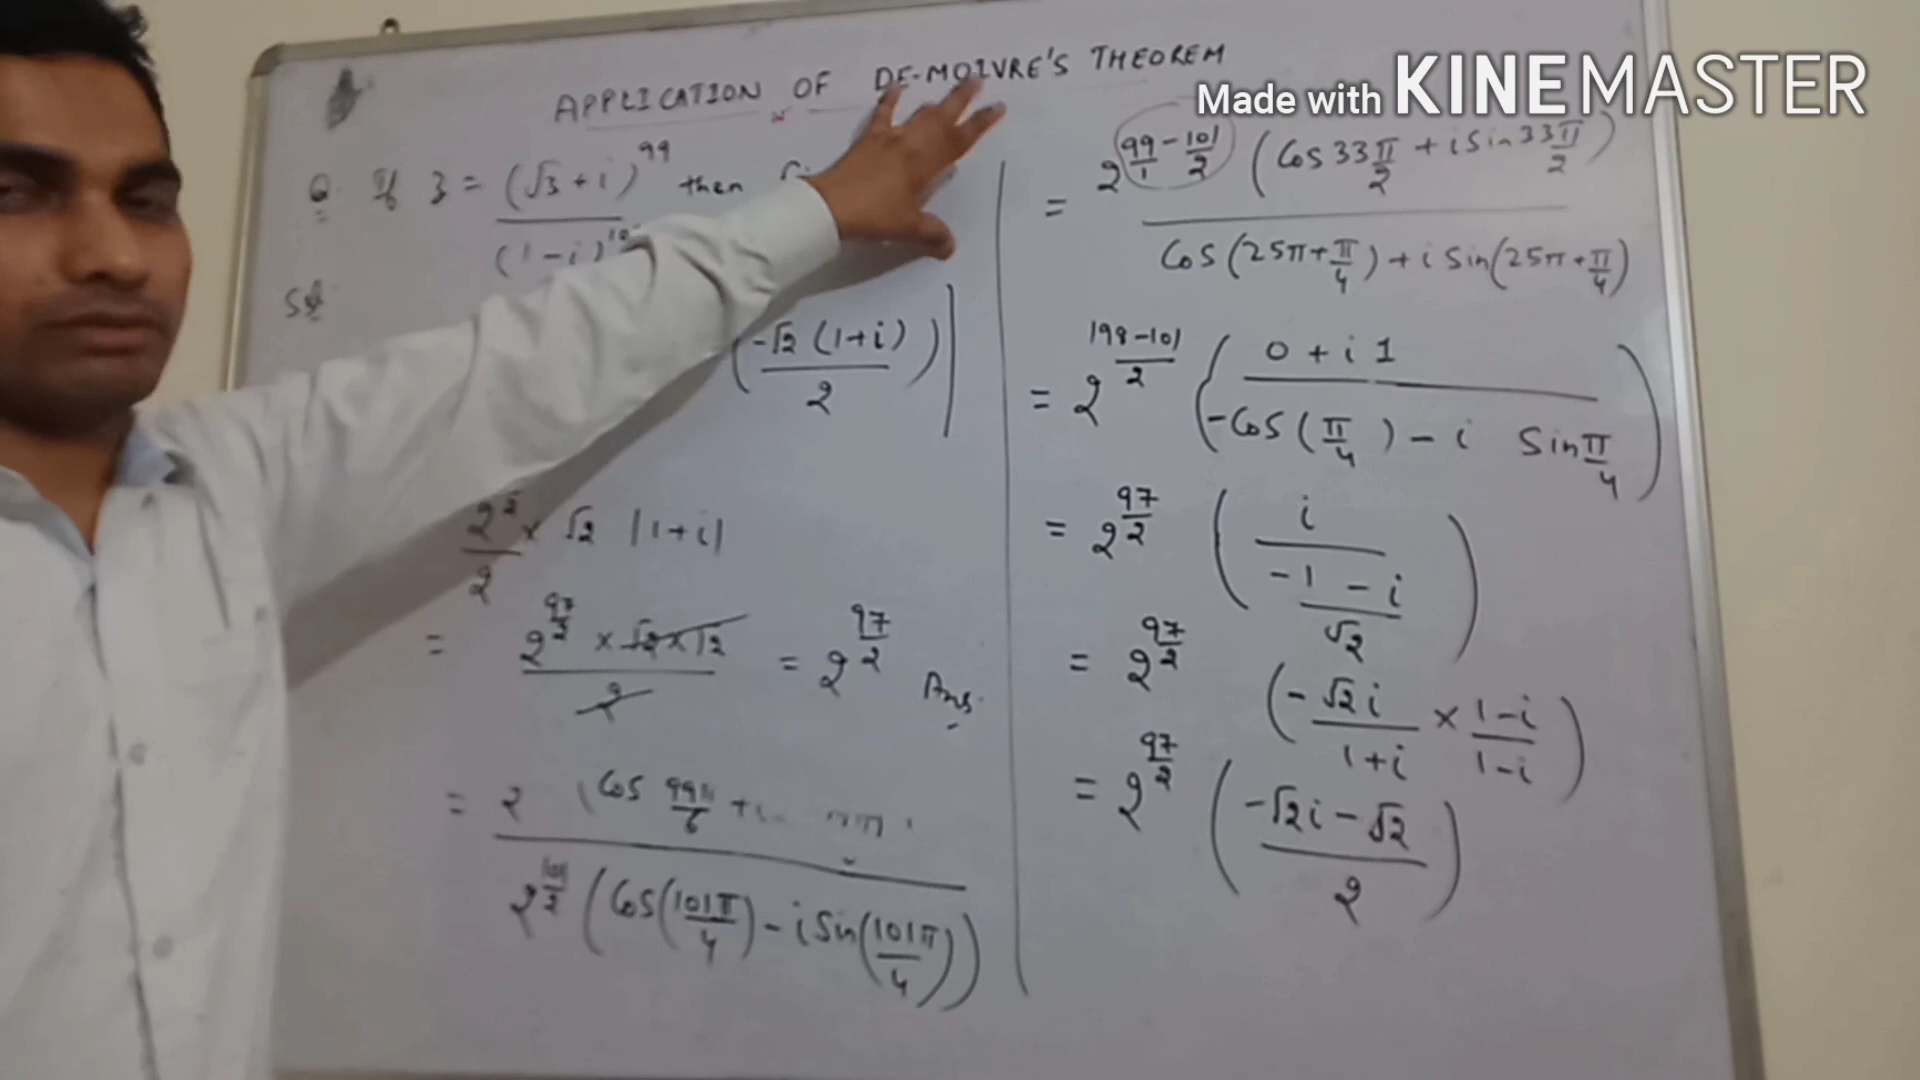 Made with KINEMASTER
APPLICATION OF DE-MOIVRE'S THEOREM
Q. If z = (√3 + i)^99 then
(1 - i)
Sol
(-√2 (1+i) / 2) |
2 × √2 |1+i|
2
= 2^(97/2) × √2 × √2 / 2 = 2^(97/2) Ans.
= 2 (Cos 99π/6 +
2^(101/2) (Cos(101π/4) - i Sin(101π/4))
= 2^(99/1 - 101/2) (Cos 33π/2 + i Sin 33π/2)
Cos (25π + π/4) + i Sin (25π + π/4)
= 2^(198-101/2) (0 + i 1
-Cos (π/4) - i Sin π/4)
= 2^(97/2) (i / (-1 - i / √2))
= 2^(97/2) (-√2 i / 1+i × 1-i / 1-i)
= 2^(97/2) (-√2 i - √2 / 2)